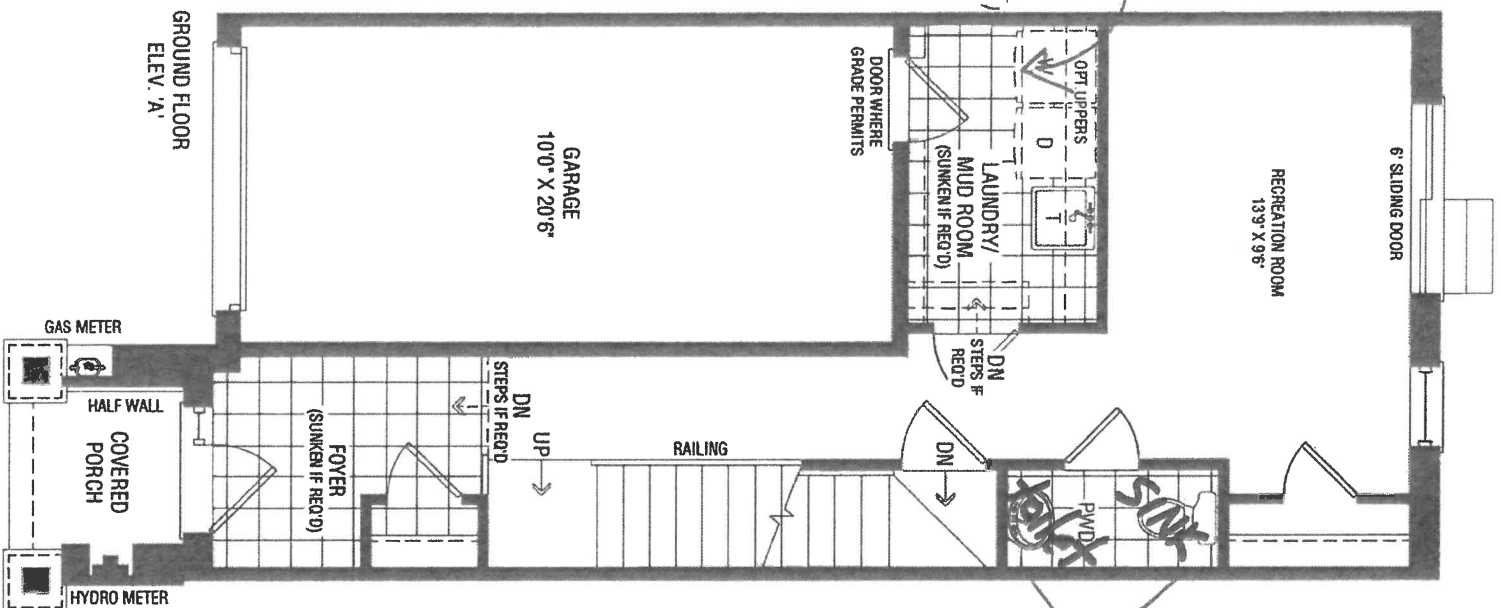 GROUND FLOOR
ELEV. 'A'
GARAGE
10'0" X 20'6"
DOOR WHERE
GRADE PERMITS
OPT. UPPERS
D
T
LAUNDRY/
MUD ROOM
(SUNKEN IF REQ'D)
DN
STEPS IF
REQ'D
RECREATION ROOM
13'9" X 9'6"
6' SLIDING DOOR
GAS METER
HALF WALL
COVERED
PORCH
HYDRO METER
FOYER
(SUNKEN IF REQ'D)
DN
STEPS IF REQ'D
UP
RAILING
DN
PWD
SINK